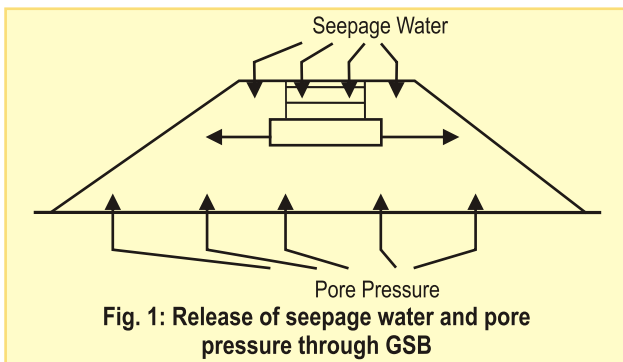 Seepage Water
Pore Pressure
Fig. 1: Release of seepage water and pore
pressure through GSB